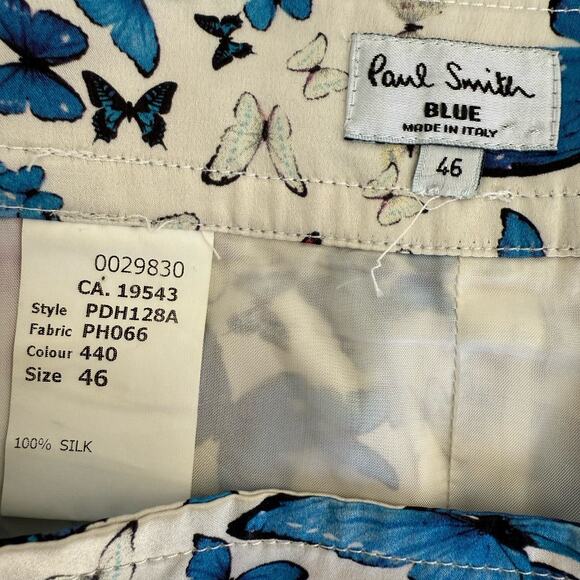 Paul Smith
BLUE
MADE IN ITALY
46
0029830
CA. 19543
Style PDH128A
Fabric PH066
Colour 440
Size 46
100% SILK